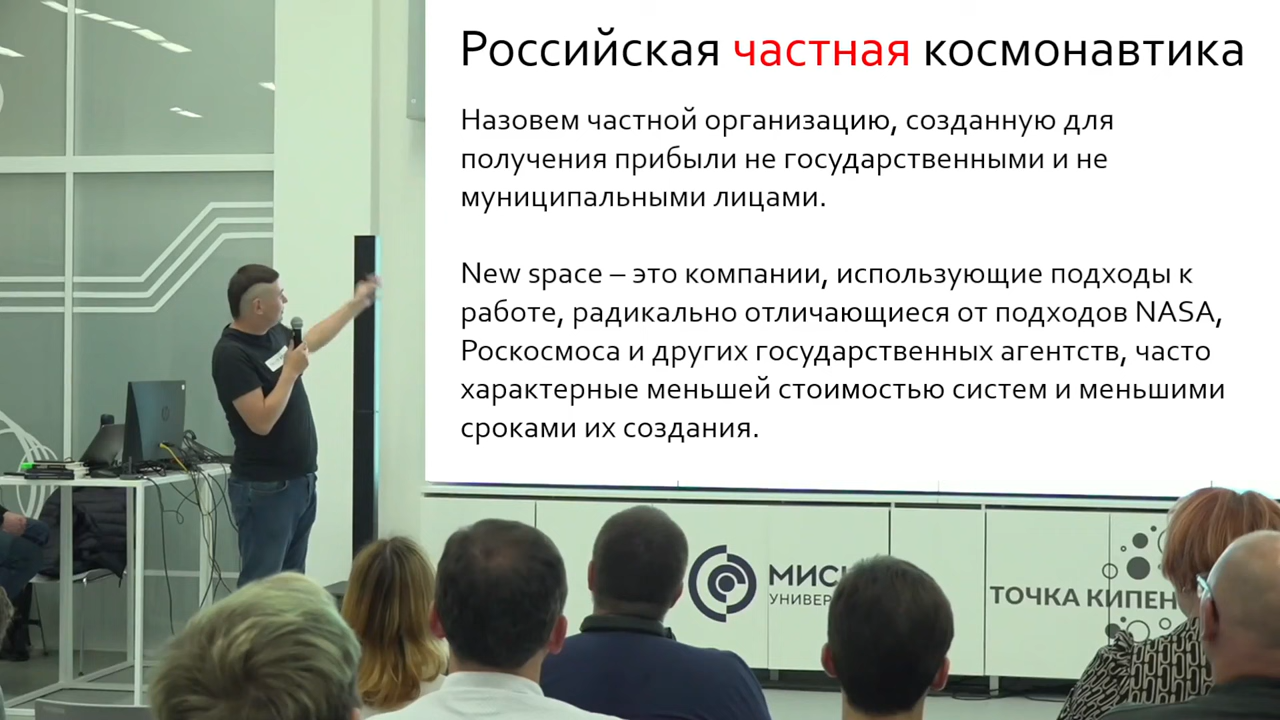 Российская частная космонавтика
Назовем частной организацию, созданную для
получения прибыли не государственными и не
муниципальными лицами.
New space – это компании, использующие подходы к
работе, радикально отличающиеся от подходов NASA,
Роскосмоса и других государственных агентств, часто
характерные меньшей стоимостью систем и меньшими
сроками их создания.
ТОЧКА